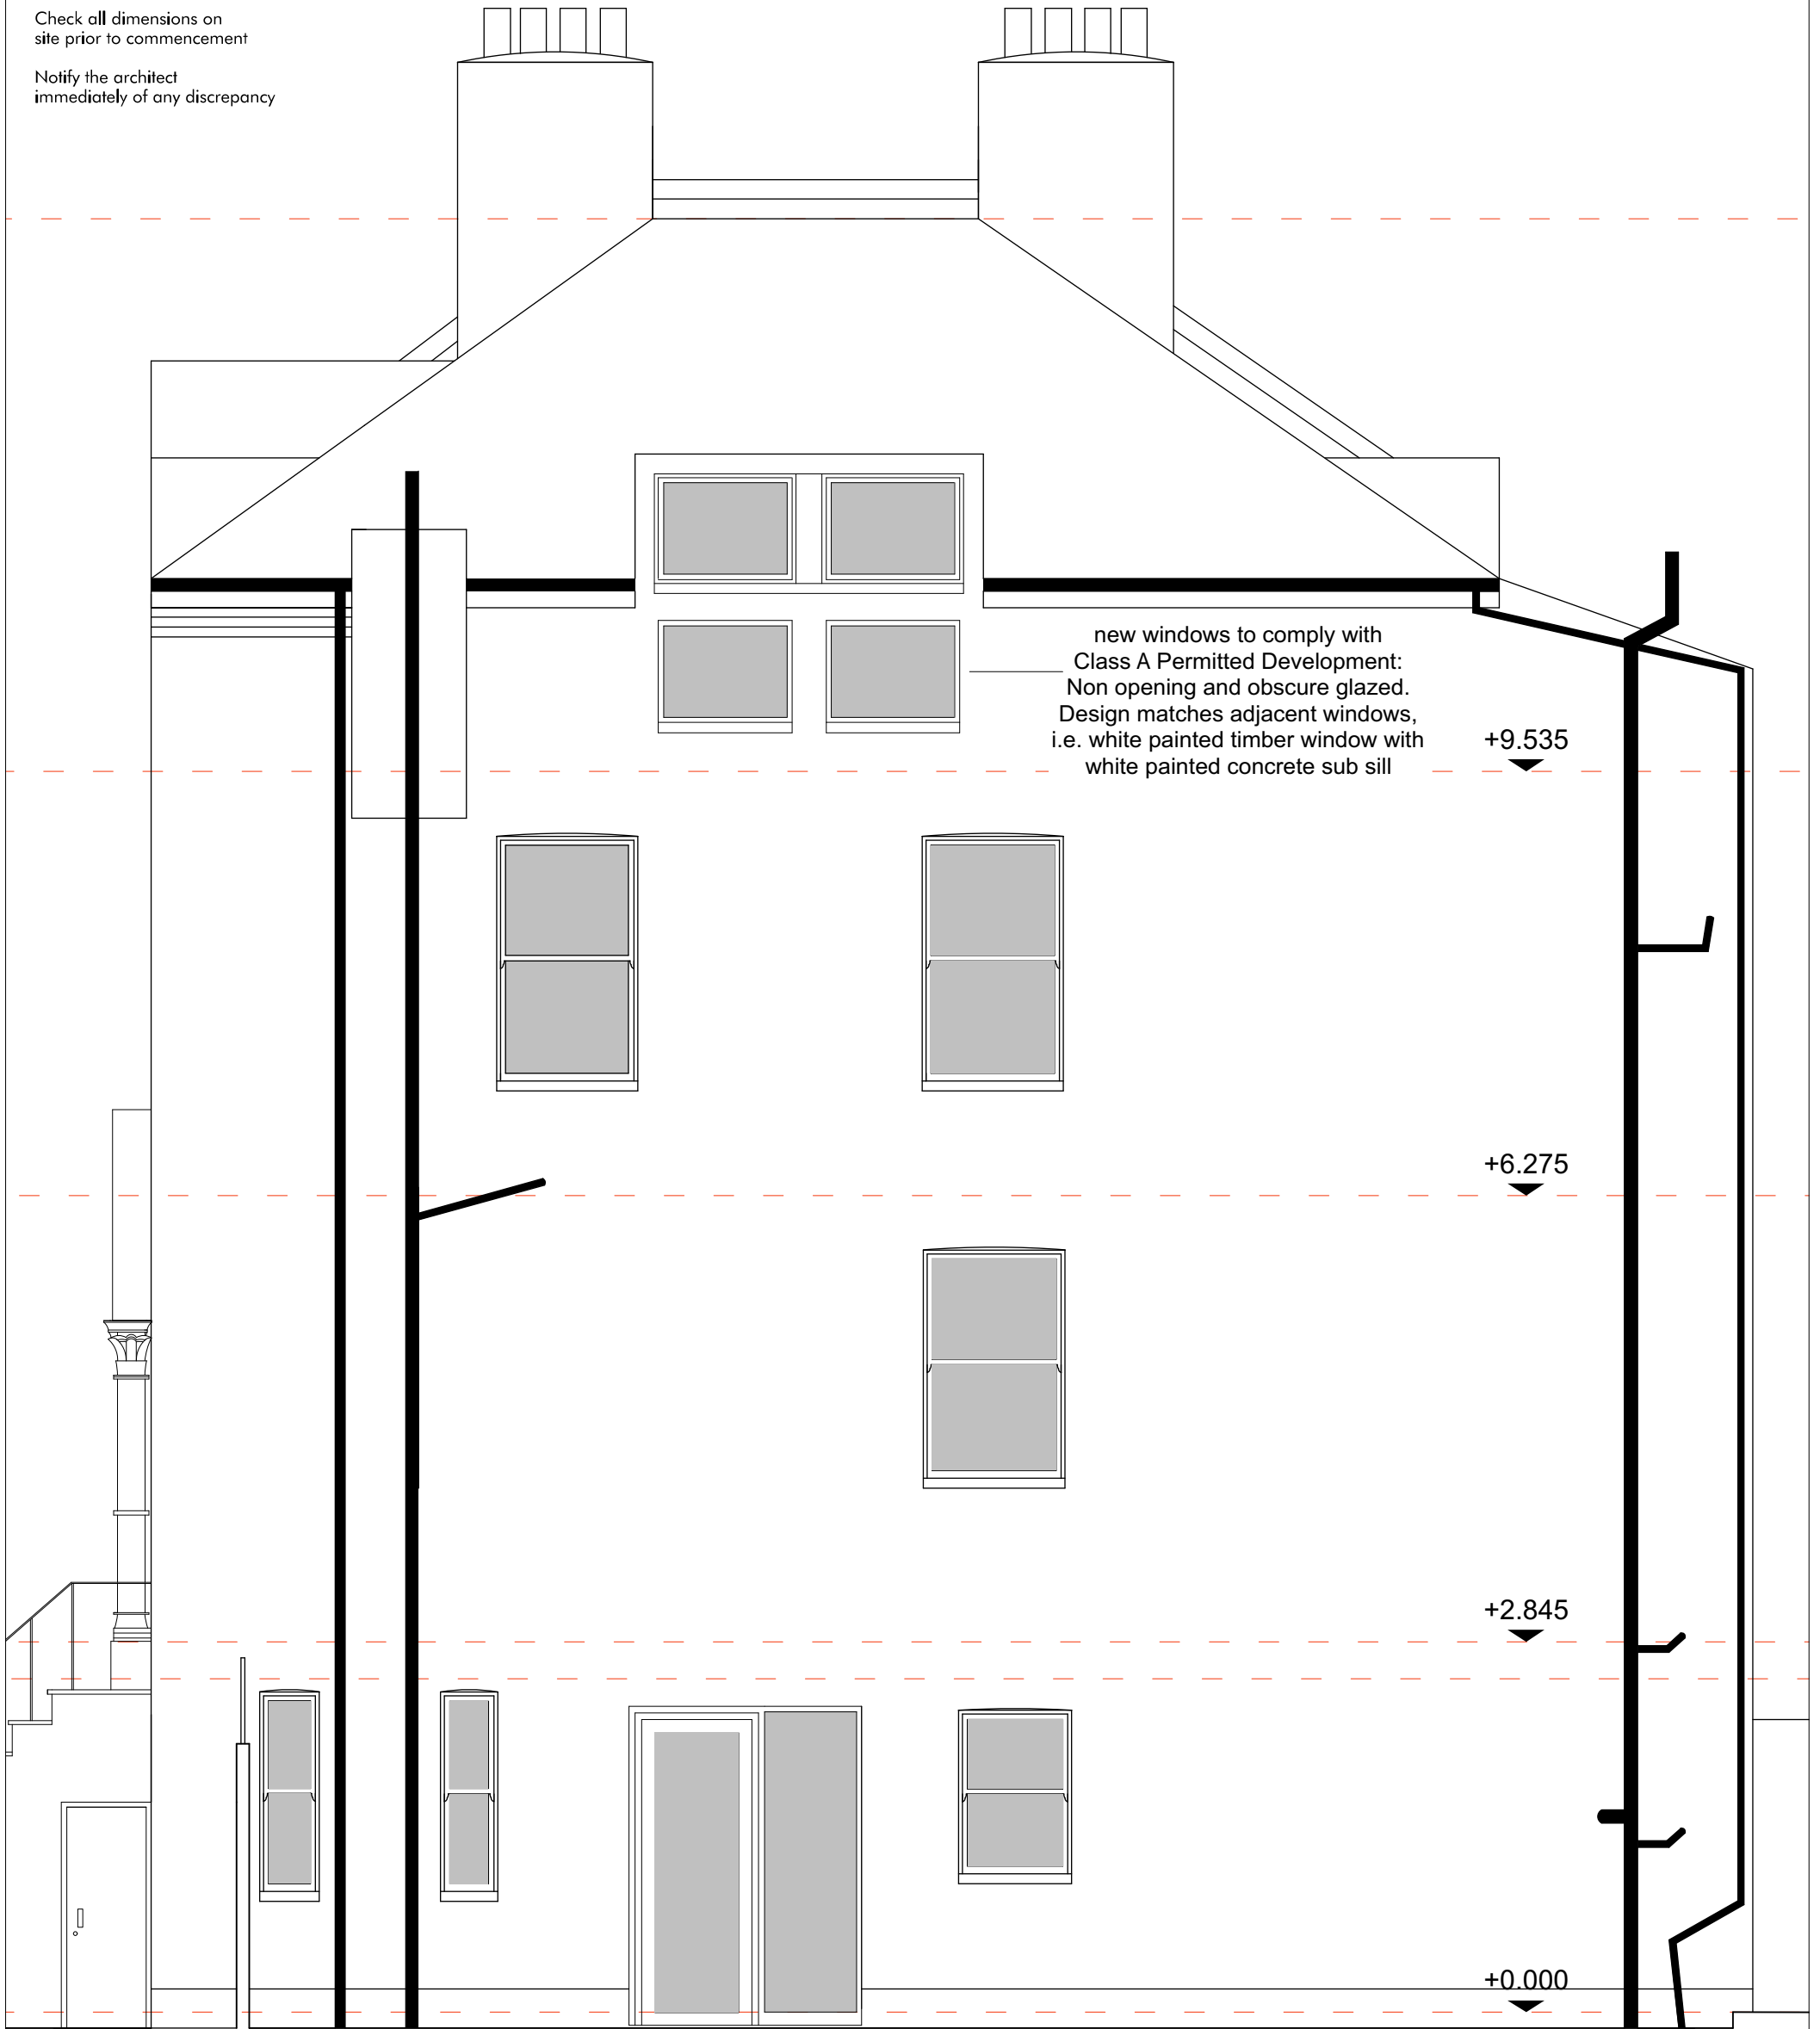 Check all dimensions on
site prior to commencement
Notify the architect
immediately of any discrepancy
new windows to comply with
Class A Permitted Development:
Non opening and obscure glazed.
Design matches adjacent windows,
i.e. white painted timber window with
white painted concrete sub sill
+9.535
+6.275
+2.845
+0.000